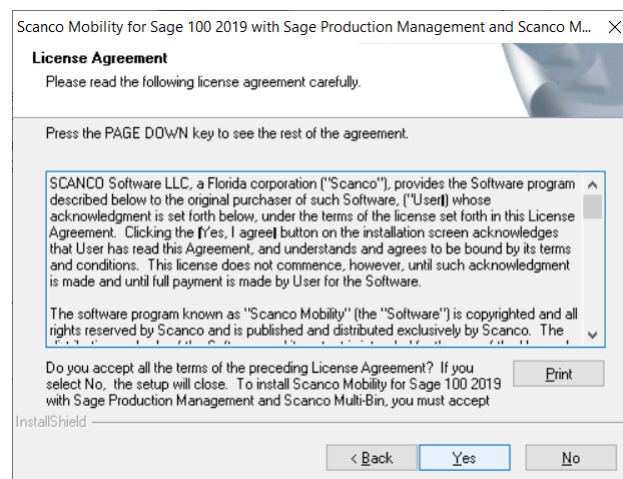 Scanco Mobility for Sage 100 2019 with Sage Production Management and Scanco M...
License Agreement
Please read the following license agreement carefully.
Press the PAGE DOWN key to see the rest of the agreement.
SCANCO Software LLC, a Florida corporation ("Scanco"), provides the Software program
described below to the original purchaser of such Software, ("User|) whose
acknowledgment is set forth below, under the terms of the license set forth in this License
Agreement.  Clicking the |Yes, I agree| button on the installation screen acknowledges
that User has read this Agreement, and understands and agrees to be bound by its terms
and conditions.  This license does not commence, however, until such acknowledgment
is made and until full payment is made by User for the Software.
The software program known as "Scanco Mobility" (the "Software") is copyrighted and all
rights reserved by Scanco and is published and distributed exclusively by Scanco.  The
Do you accept all the terms of the preceding License Agreement?  If you
select No, the setup will close.  To install Scanco Mobility for Sage 100 2019
with Sage Production Management and Scanco Multi-Bin, you must accept
Print
InstallShield
< Back
Yes
No